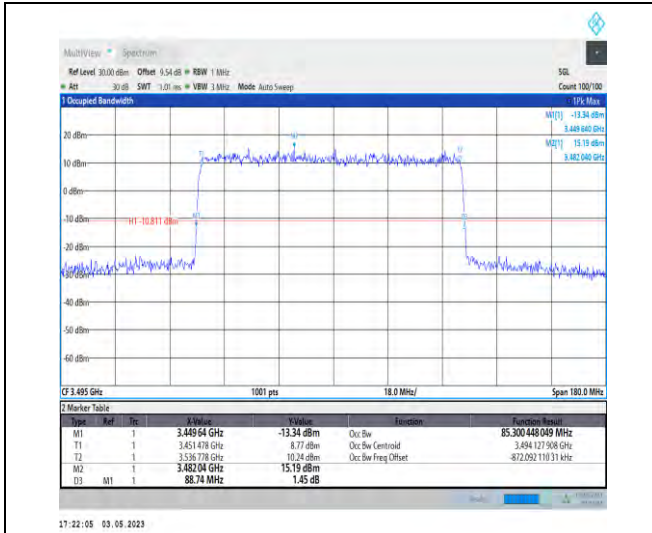 MultiView Spectrum
Ref Level 30.00 dBm Offset 9.54 dB RBW 1 MHz SGL
Att 30 dB SWT 1.01 ms VBW 3 MHz Mode Auto Sweep Count 100/100
1 Occupied Bandwidth 1Pk Max
M1[1] -13.34 dBm
3.449 640 GHz
20 dBm M2 M2[1] 15.19 dBm
3.482 040 GHz
10 dBm
0 dBm
-10 dBm H1 -10.811 dBm M1
-20 dBm
-40 dBm
-50 dBm
-60 dBm
CF 3.495 GHz 1001 pts 18.0 MHz/ Span 180.0 MHz
2 Marker Table
Type Ref Trc X-Value Y-Value Function Function Result
M1 1 3.449 64 GHz -13.34 dBm Occ Bw 85.300 448 049 MHz
T1 1 3.451 478 GHz 8.77 dBm Occ Bw Centroid 3.494 127 908 GHz
T2 1 3.536 778 GHz 10.24 dBm Occ Bw Freq Offset -872.092 110 31 kHz
M2 1 3.482 04 GHz 15.19 dBm
D3 M1 1 88.74 MHz 1.45 dB
17:22:05 03.05.2023